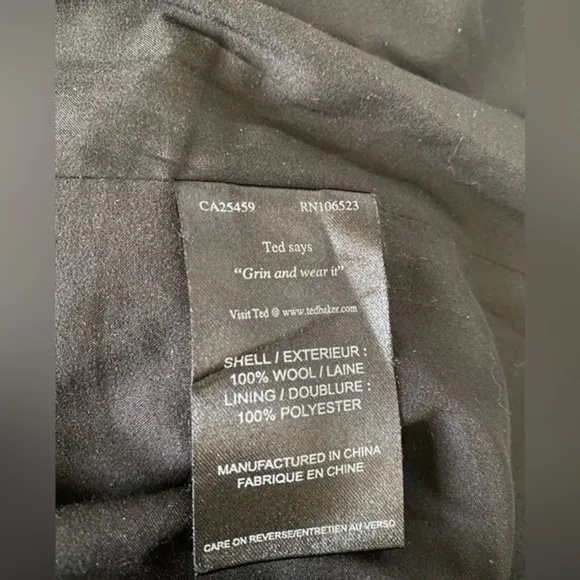 CA25459 RN106523
Ted says
“Grin and wear it”
Visit Ted @ www.tedbaker.com
SHELL / EXTERIEUR :
100% WOOL / LAINE
LINING / DOUBLURE :
100% POLYESTER
MANUFACTURED IN CHINA
FABRIQUE EN CHINE
CARE ON REVERSE/ENTRETIEN AU VERSO